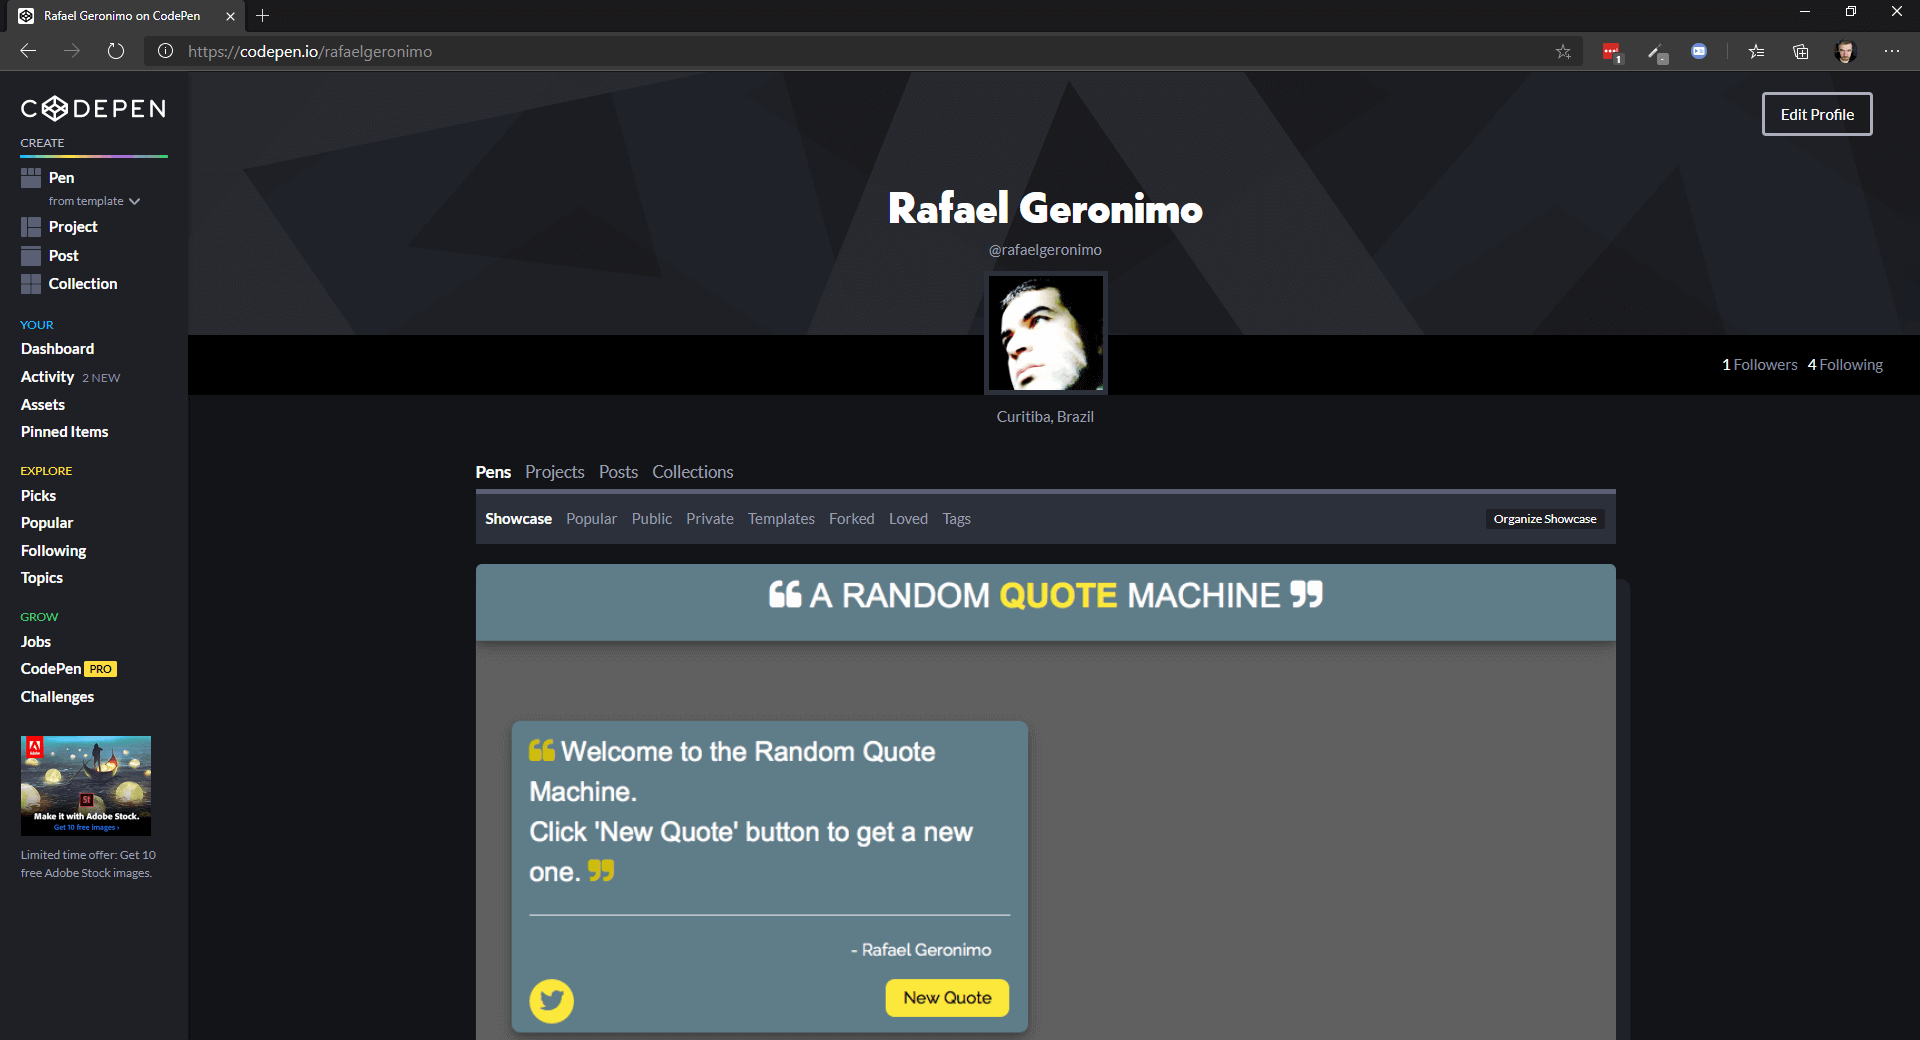 Rafael Geronimo on CodePen
https://codepen.io/rafaelgeronimo
1
CODEPEN
CREATE
Pen
from template
Project
Post
Collection
YOUR
Dashboard
Activity 2 NEW
Assets
Pinned Items
EXPLORE
Picks
Popular
Following
Topics
GROW
Jobs
CodePen PRO
Challenges
Adobe
St
Make it with Adobe Stock.
Get 10 free images ›
Limited time offer: Get 10
free Adobe Stock images.
Edit Profile
Rafael Geronimo
@rafaelgeronimo
1 Followers 4 Following
Curitiba, Brazil
Pens Projects Posts Collections
Showcase Popular Public Private Templates Forked Loved Tags Organize Showcase
❝ A RANDOM QUOTE MACHINE ❞
❝ Welcome to the Random Quote
Machine.
Click 'New Quote' button to get a new
one. ❞
- Rafael Geronimo
New Quote